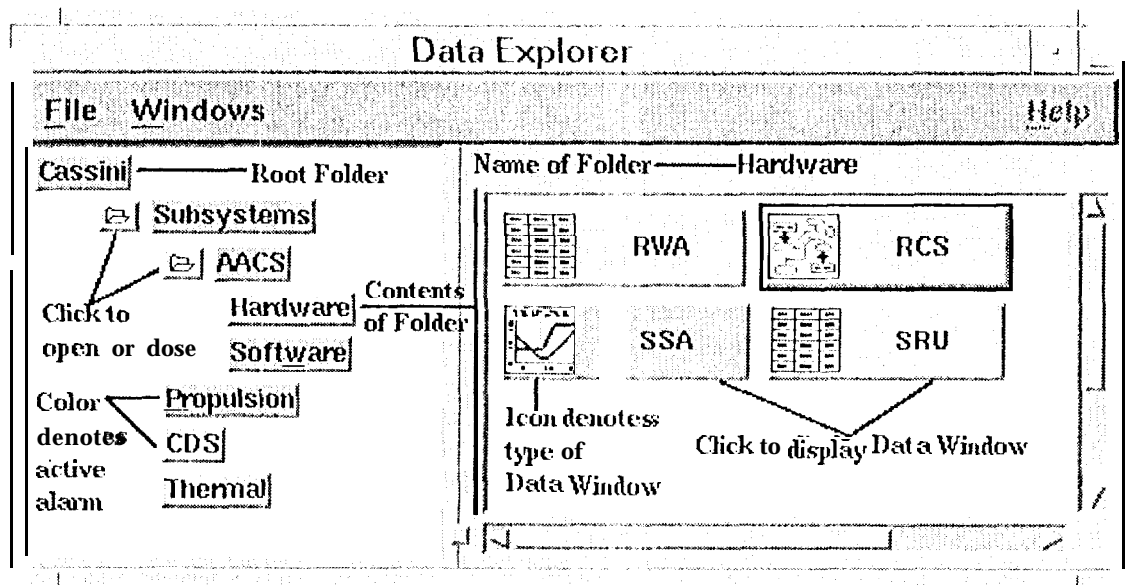 Data Explorer
File Windows Help
Cassini Root Folder
Subsystems
AACS
Click to
open or dose
Hardware
Software
Contents
of Folder
Color
denotes
active
alarm
Propulsion
CDS
Thermal
Name of Folder Hardware
RWA
RCS
SSA
SRU
Icon denotess
type of
Data Window
Click to display Data Window